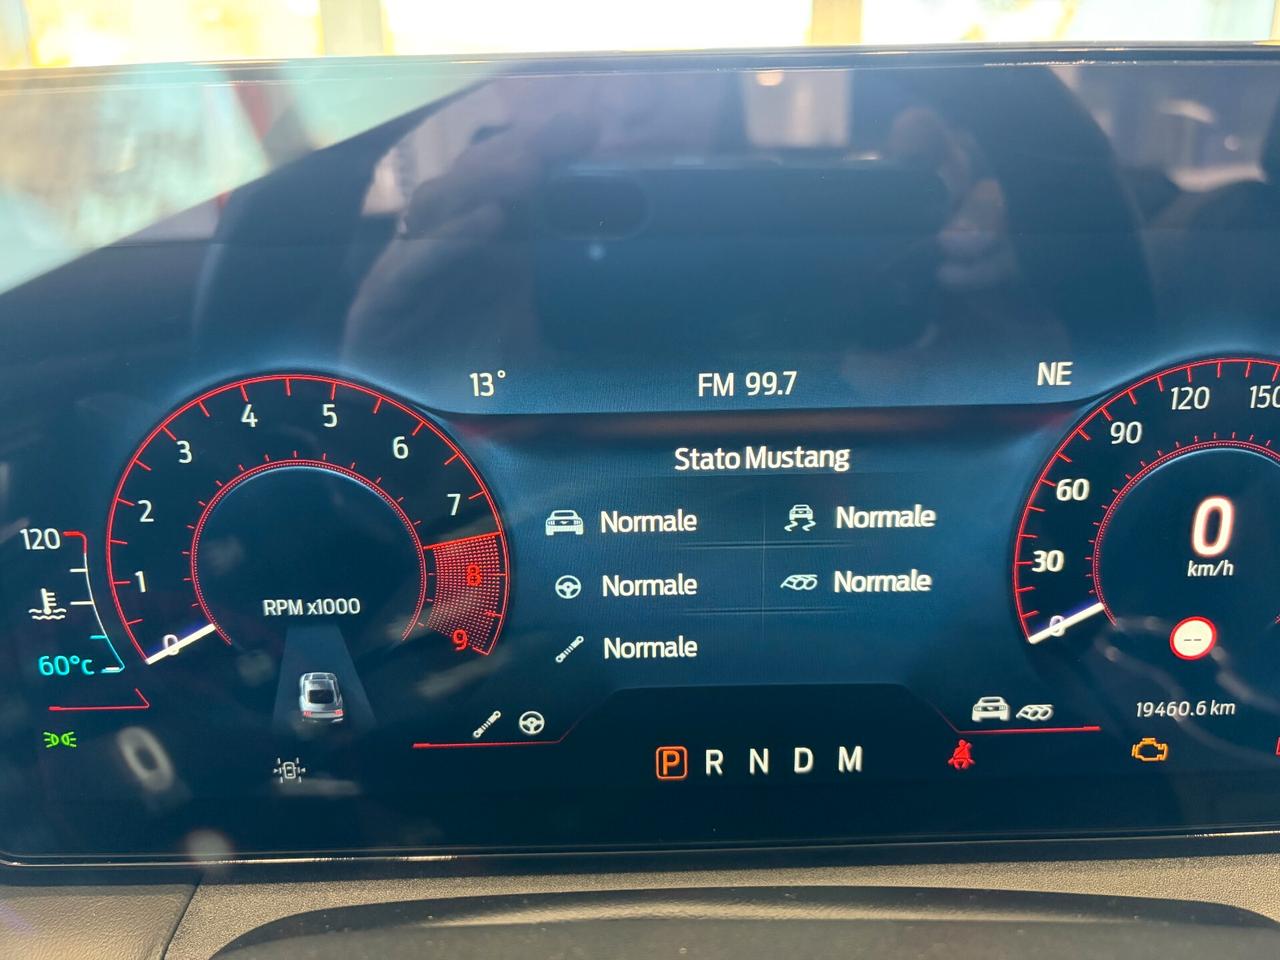 13°
FM 99.7
NE
Stato Mustang
Normale
Normale
Normale
Normale
Normale
0
1
2
3
4
5
6
7
8
9
RPM x1000
120
60°c
0
30
60
90
120
150
0
km/h
--
19460.6 km
P R N D M